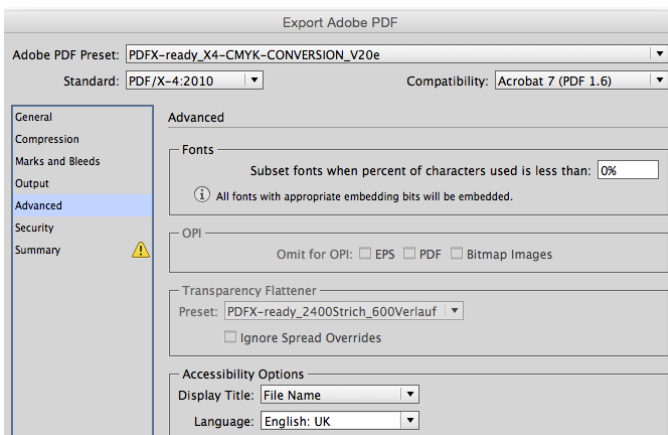 Export Adobe PDF
Adobe PDF Preset: PDFX-ready_X4-CMYK-CONVERSION_V20e
Standard: PDF/X-4:2010 Compatibility: Acrobat 7 (PDF 1.6)
General
Compression
Marks and Bleeds
Output
Advanced
Security
Summary
Advanced
Fonts
Subset fonts when percent of characters used is less than: 0%
All fonts with appropriate embedding bits will be embedded.
OPI
Omit for OPI: EPS PDF Bitmap Images
Transparency Flattener
Preset: PDFX-ready_2400Strich_600Verlauf
Ignore Spread Overrides
Accessibility Options
Display Title: File Name
Language: English: UK